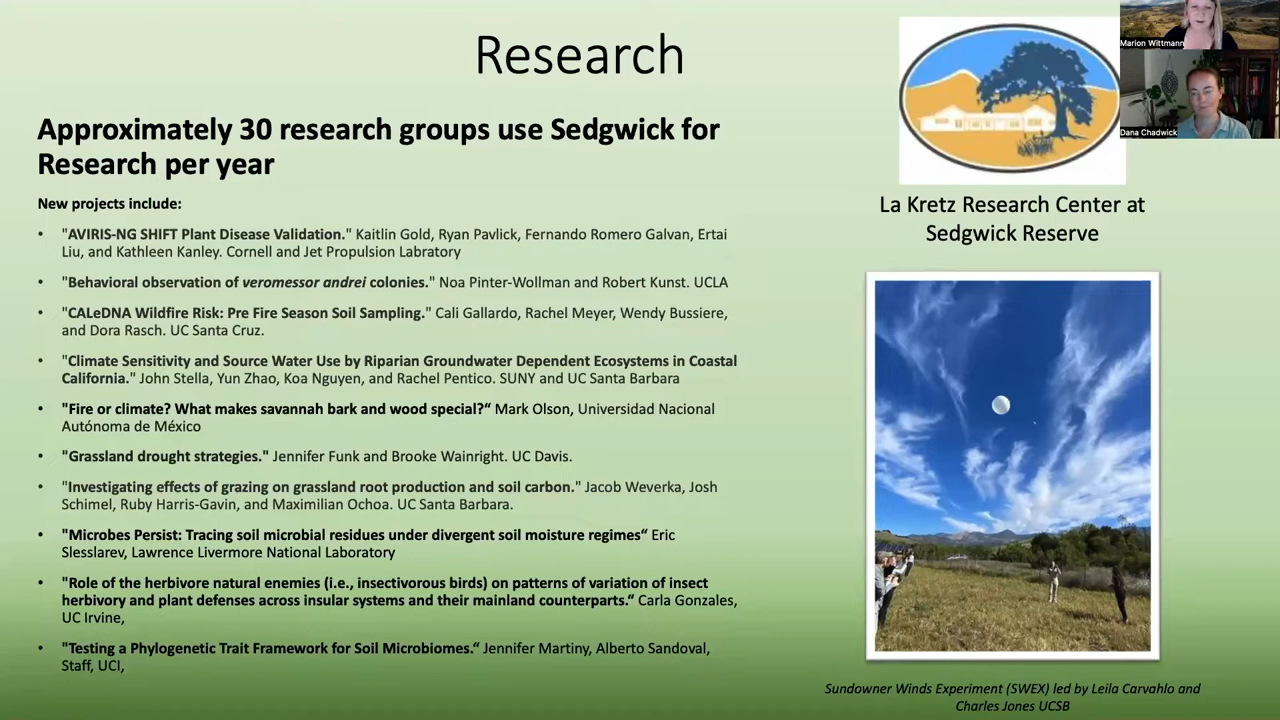 Research
Approximately 30 research groups use Sedgwick for
Research per year
New projects include:
• "AVIRIS-NG SHIFT Plant Disease Validation." Kaitlin Gold, Ryan Pavlick, Fernando Romero Galvan, Ertai
Liu, and Kathleen Kanley. Cornell and Jet Propulsion Labratory
• "Behavioral observation of veromessor andrei colonies." Noa Pinter-Wollman and Robert Kunst. UCLA
• "CALeDNA Wildfire Risk: Pre Fire Season Soil Sampling." Cali Gallardo, Rachel Meyer, Wendy Bussiere,
and Dora Rasch. UC Santa Cruz.
• "Climate Sensitivity and Source Water Use by Riparian Groundwater Dependent Ecosystems in Coastal
California." John Stella, Yun Zhao, Koa Nguyen, and Rachel Pentico. SUNY and UC Santa Barbara
• "Fire or climate? What makes savannah bark and wood special?“ Mark Olson, Universidad Nacional
Autónoma de México
• "Grassland drought strategies." Jennifer Funk and Brooke Wainright. UC Davis.
• "Investigating effects of grazing on grassland root production and soil carbon." Jacob Weverka, Josh
Schimel, Ruby Harris-Gavin, and Maximilian Ochoa. UC Santa Barbara.
• "Microbes Persist: Tracing soil microbial residues under divergent soil moisture regimes“ Eric
Slesslarev, Lawrence Livermore National Laboratory
• "Role of the herbivore natural enemies (i.e., insectivorous birds) on patterns of variation of insect
herbivory and plant defenses across insular systems and their mainland counterparts.“ Carla Gonzales,
UC Irvine,
• "Testing a Phylogenetic Trait Framework for Soil Microbiomes.“ Jennifer Martiny, Alberto Sandoval,
Staff, UCI,
La Kretz Research Center at
Sedgwick Reserve
Sundowner Winds Experiment (SWEX) led by Leila Carvahlo and
Charles Jones UCSB
Marion Wittmann
Dana Chadwick